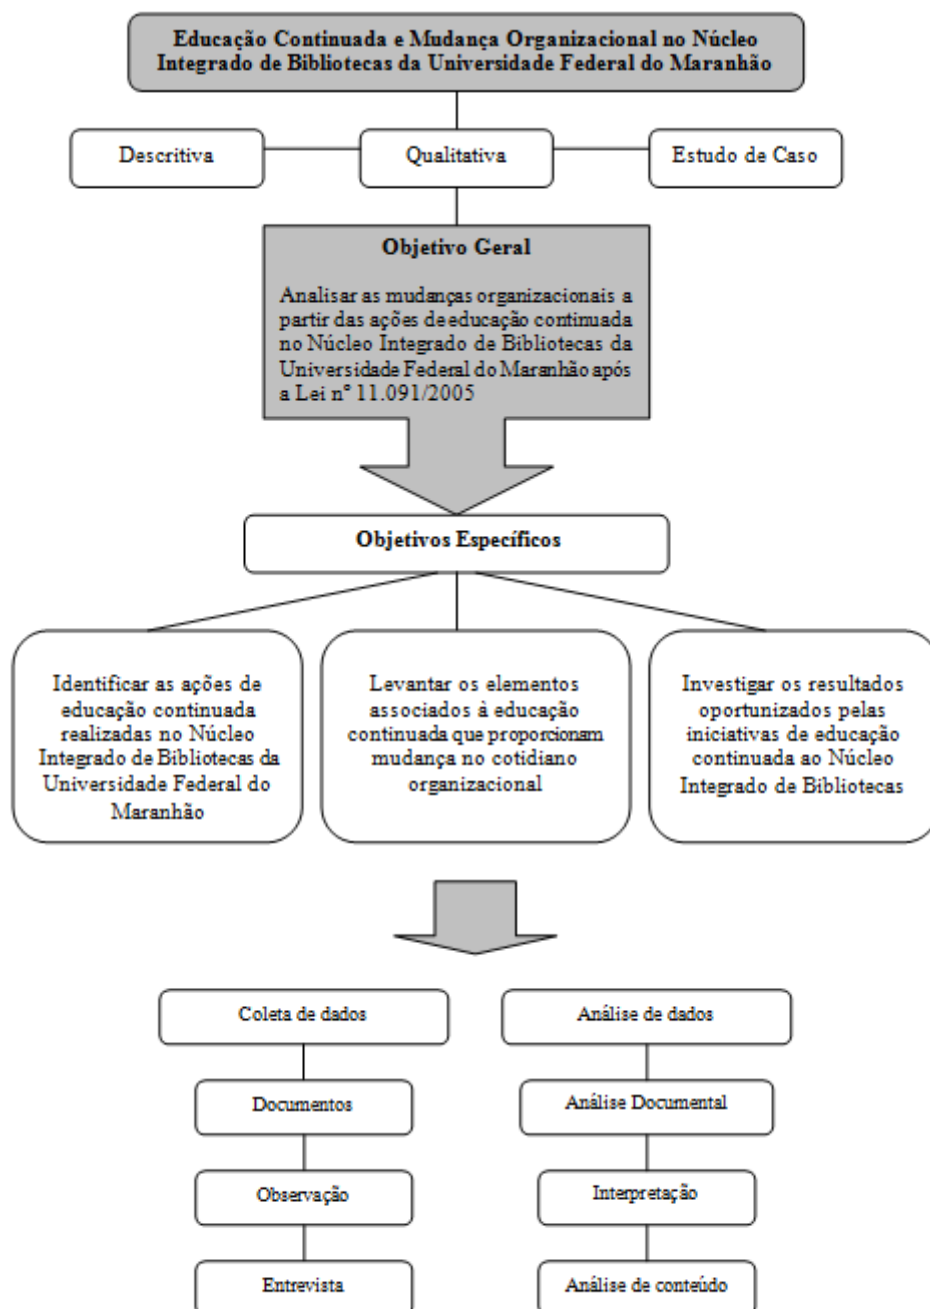 Educação Continuada e Mudança Organizacional no Núcleo
Integrado de Bibliotecas da Universidade Federal do Maranhão
Descritiva
Qualitativa
Estudo de Caso
Objetivo Geral
Analisar as mudanças organizacionais a
partir das ações de educação continuada
no Núcleo Integrado de Bibliotecas da
Universidade Federal do Maranhão após
a Lei nº 11.091/2005
Objetivos Específicos
Identificar as ações de
educação continuada
realizadas no Núcleo
Integrado de Bibliotecas da
Universidade Federal do
Maranhão
Levantar os elementos
associados à educação
continuada que proporcionam
mudança no cotidiano
organizacional
Investigar os resultados
oportunizados pelas
iniciativas de educação
continuada ao Núcleo
Integrado de Bibliotecas
Coleta de dados
Documentos
Observação
Entrevista
Análise de dados
Análise Documental
Interpretação
Análise de conteúdo